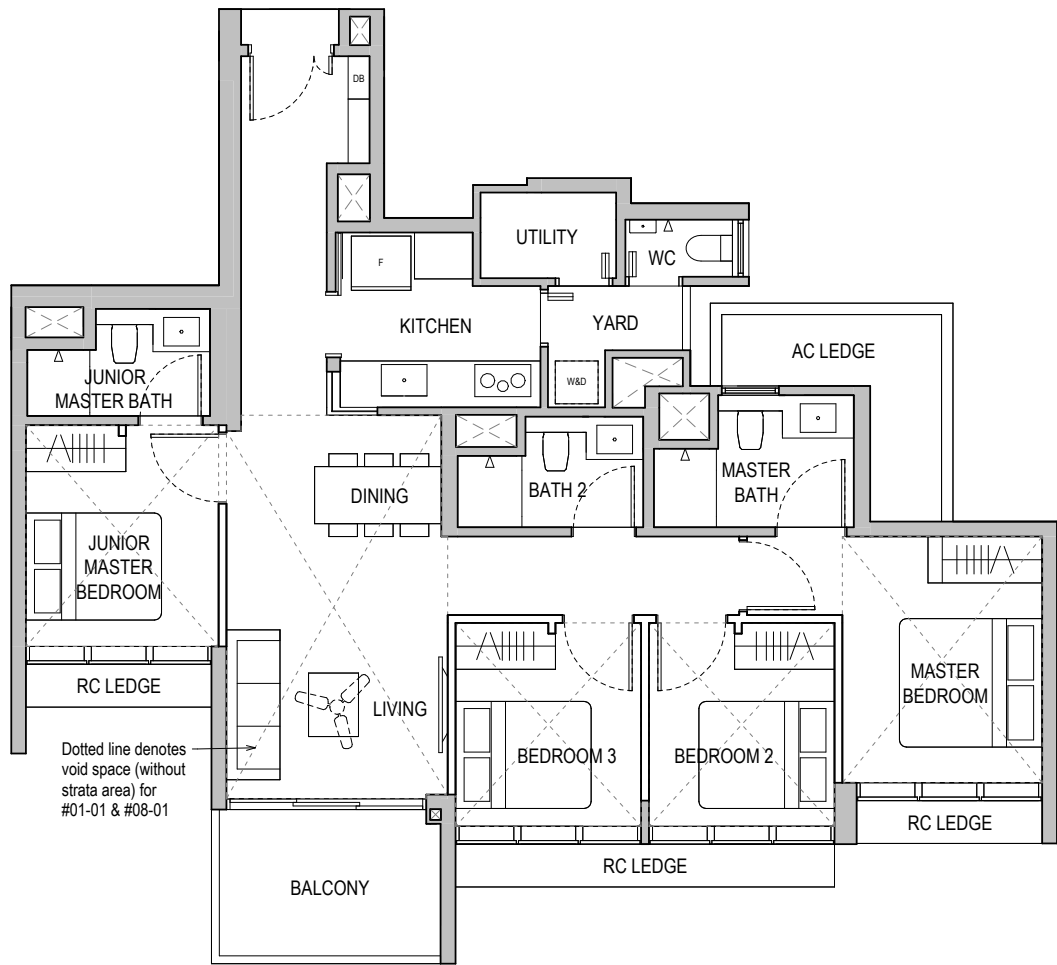 DB
UTILITY
WC
F
KITCHEN
YARD
AC LEDGE
JUNIOR
MASTER BATH
W&D
DINING
BATH 2
MASTER
BATH
JUNIOR
MASTER
BEDROOM
RC LEDGE
LIVING
MASTER
BEDROOM
Dotted line denotes
void space (without
strata area) for
#01-01 & #08-01
BEDROOM 3
BEDROOM 2
RC LEDGE
RC LEDGE
BALCONY